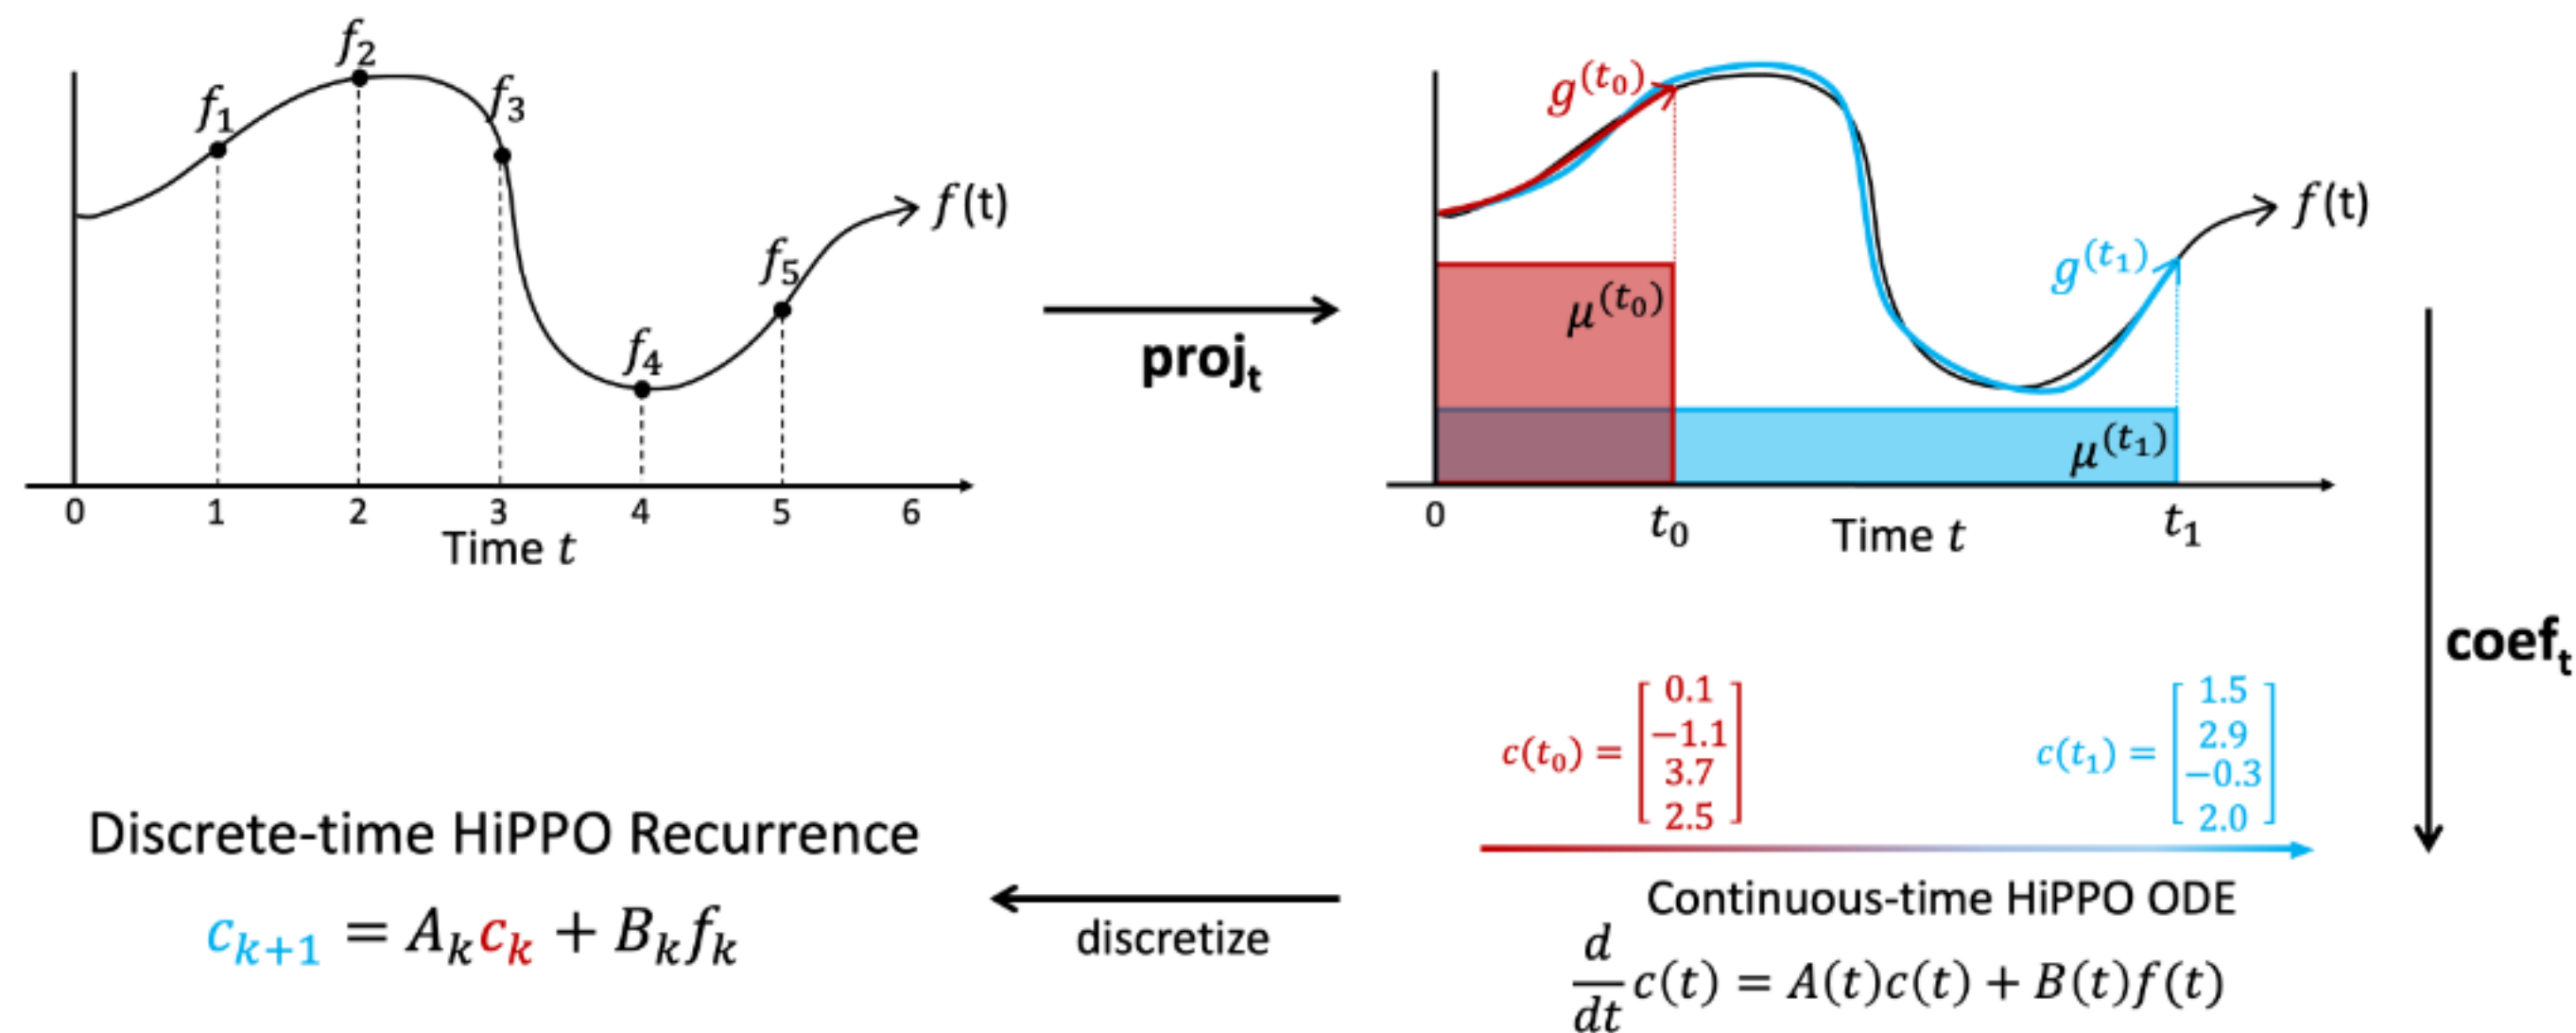 f₁
f₂
f₃
f₄
f₅
f(t)
0 1 2 3 4 5 6
Time t
proj_t
g^(t₀)
μ^(t₀)
g^(t₁)
μ^(t₁)
f(t)
0 t₀ Time t t₁
coef_t
c(t₀) = [0.1 −1.1 3.7 2.5]
c(t₁) = [1.5 2.9 −0.3 2.0]
Continuous-time HiPPO ODE
d/dt c(t) = A(t)c(t) + B(t)f(t)
discretize
Discrete-time HiPPO Recurrence
c_{k+1} = A_k c_k + B_k f_k